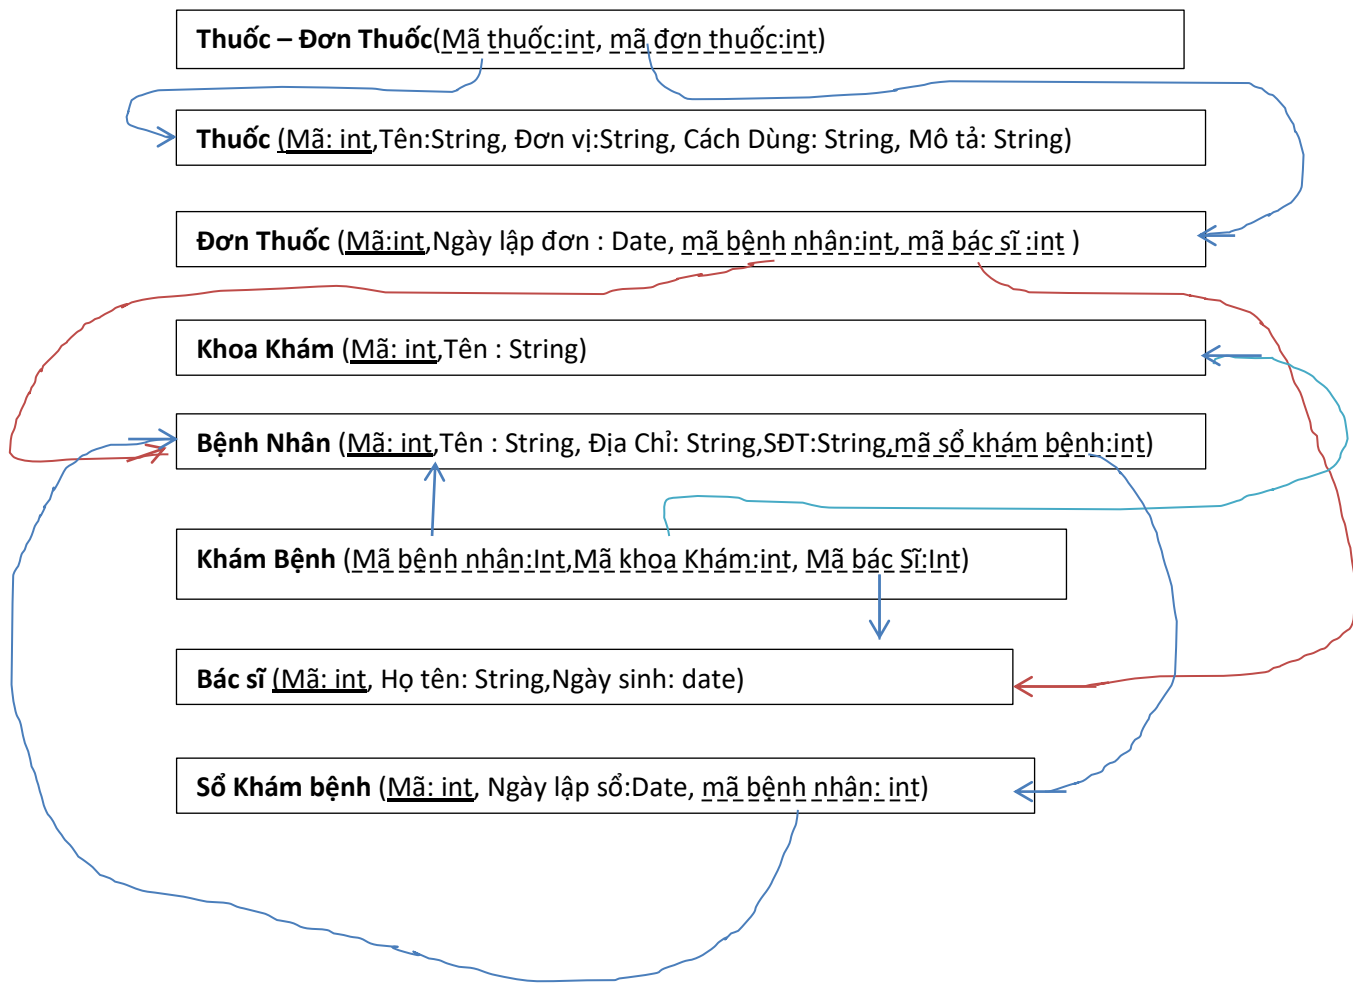 Thuốc – Đơn Thuốc(Mã thuốc:int, mã đơn thuốc:int)
Thuốc (Mã: int,Tên:String, Đơn vị:String, Cách Dùng: String, Mô tả: String)
Đơn Thuốc (Mã:int,Ngày lập đơn : Date, mã bệnh nhân:int, mã bác sĩ :int )
Khoa Khám (Mã: int,Tên : String)
Bệnh Nhân (Mã: int,Tên : String, Địa Chỉ: String,SĐT:String,mã sổ khám bệnh:int)
Khám Bệnh (Mã bệnh nhân:Int,Mã khoa Khám:int, Mã bác Sĩ:Int)
Bác sĩ (Mã: int, Họ tên: String,Ngày sinh: date)
Sổ Khám bệnh (Mã: int, Ngày lập sổ:Date, mã bệnh nhân: int)